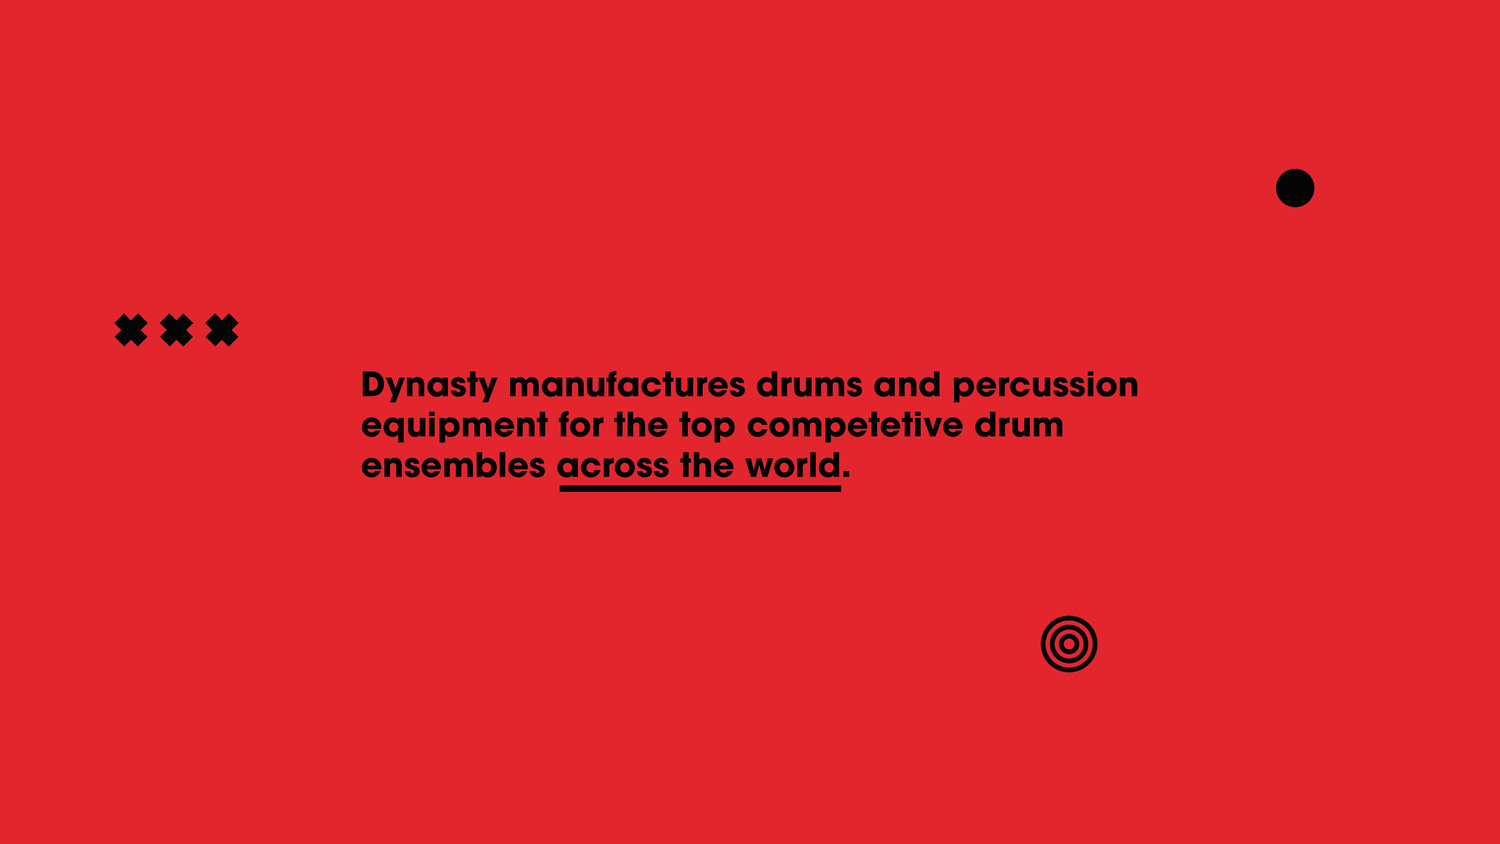 Dynasty manufactures drums and percussion
equipment for the top competetive drum
ensembles across the world.